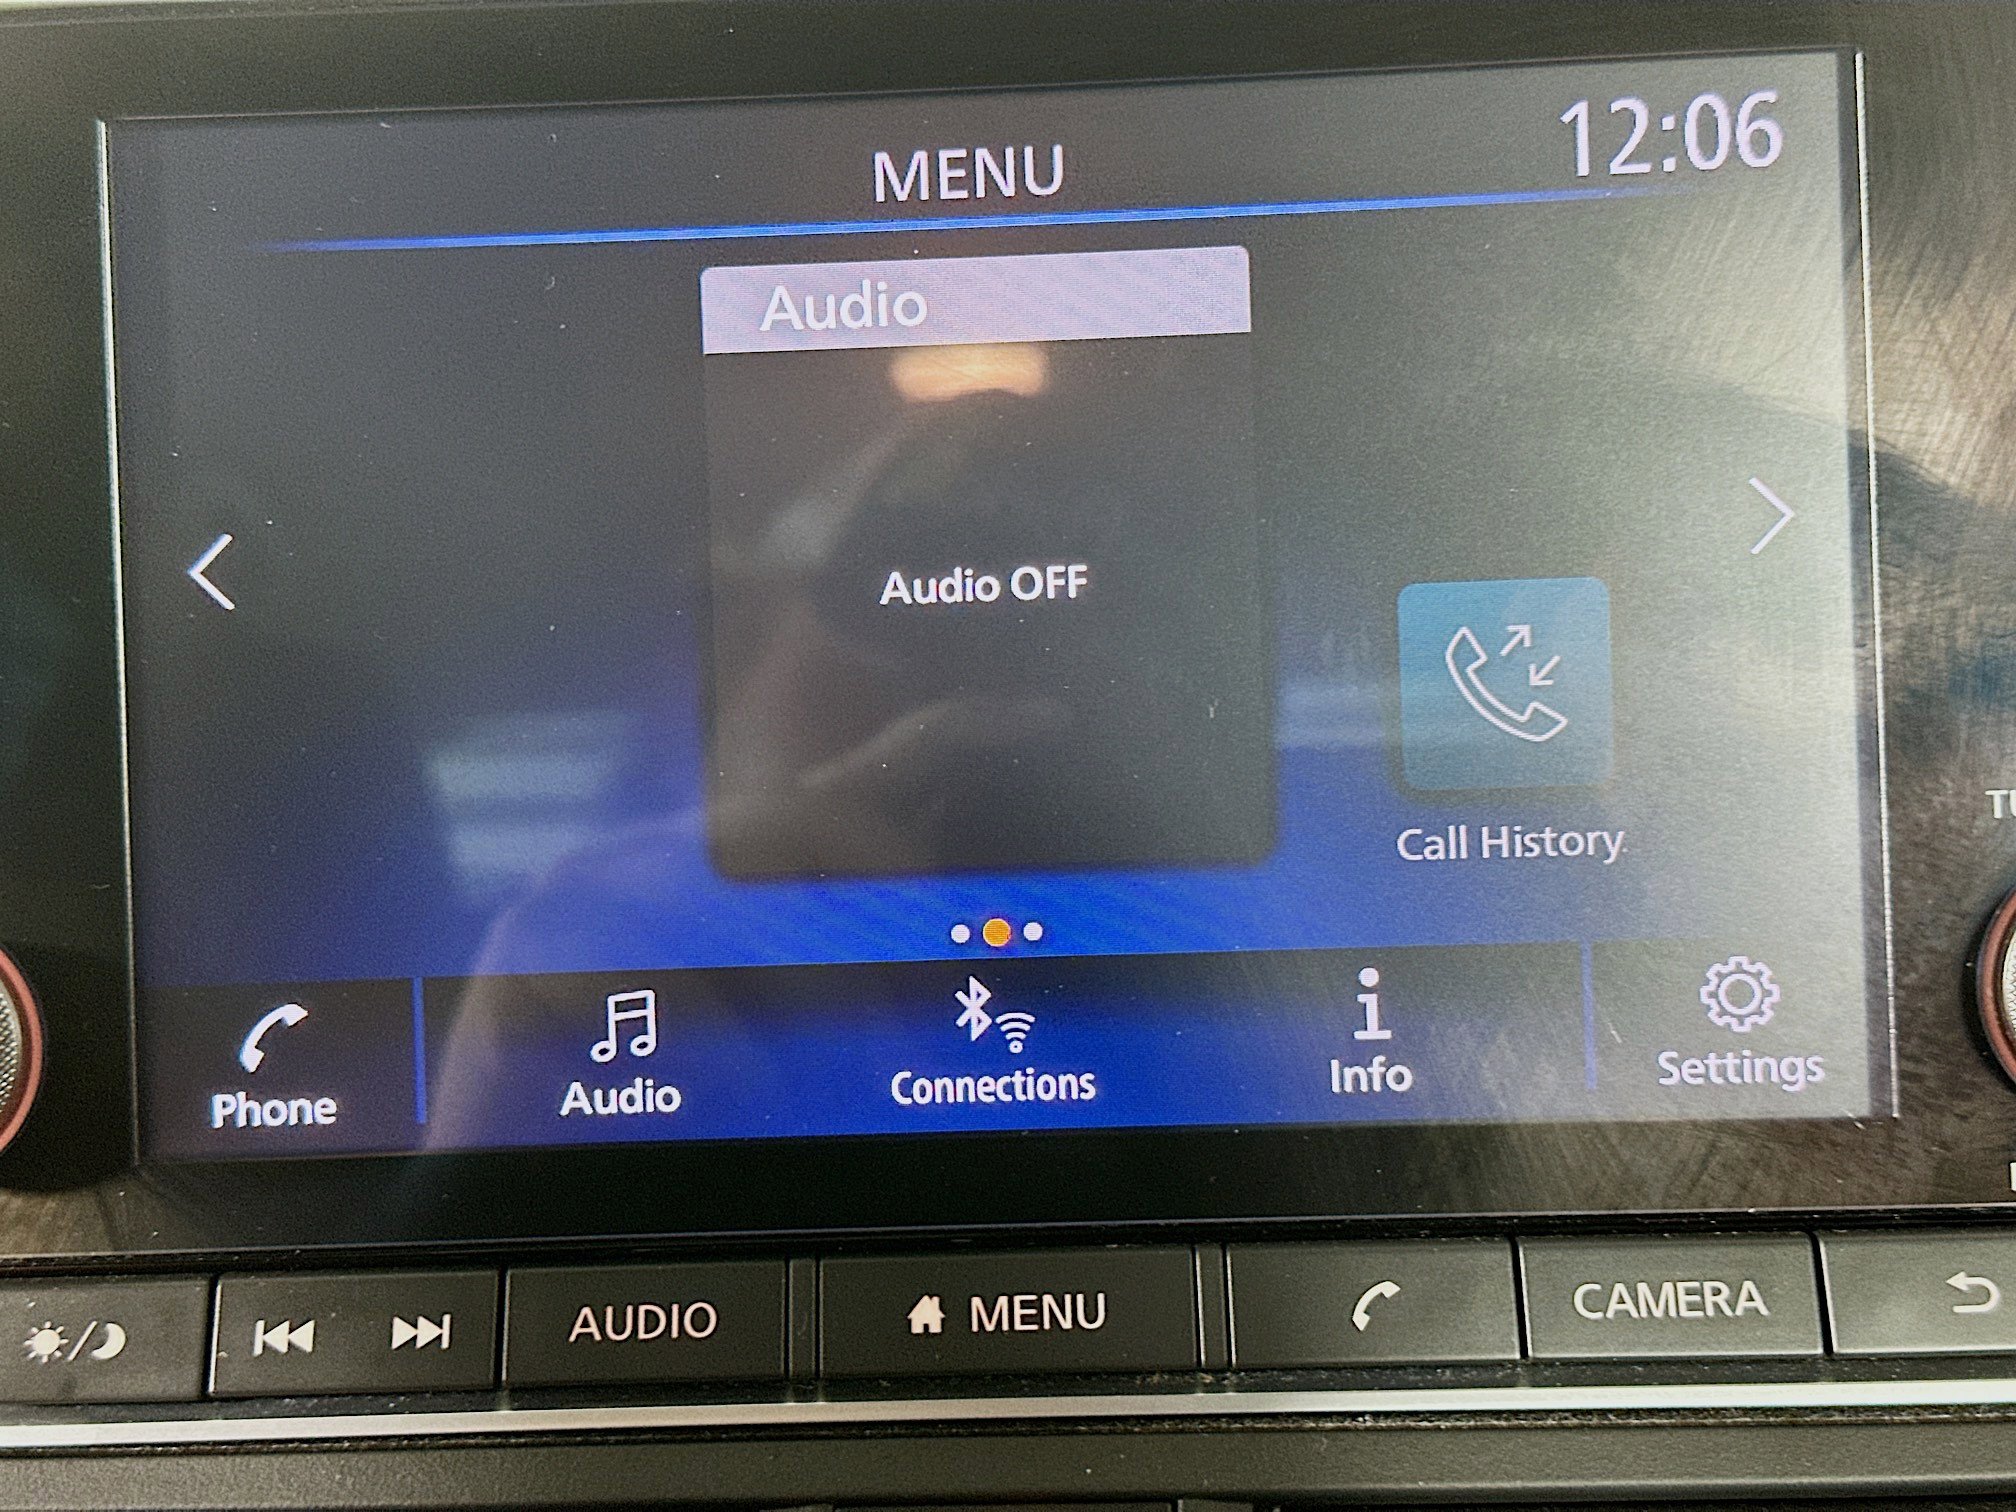 MENU
12:06
Audio
Audio OFF
Call History
Phone
Audio
Connections
Info
Settings
AUDIO
MENU
CAMERA